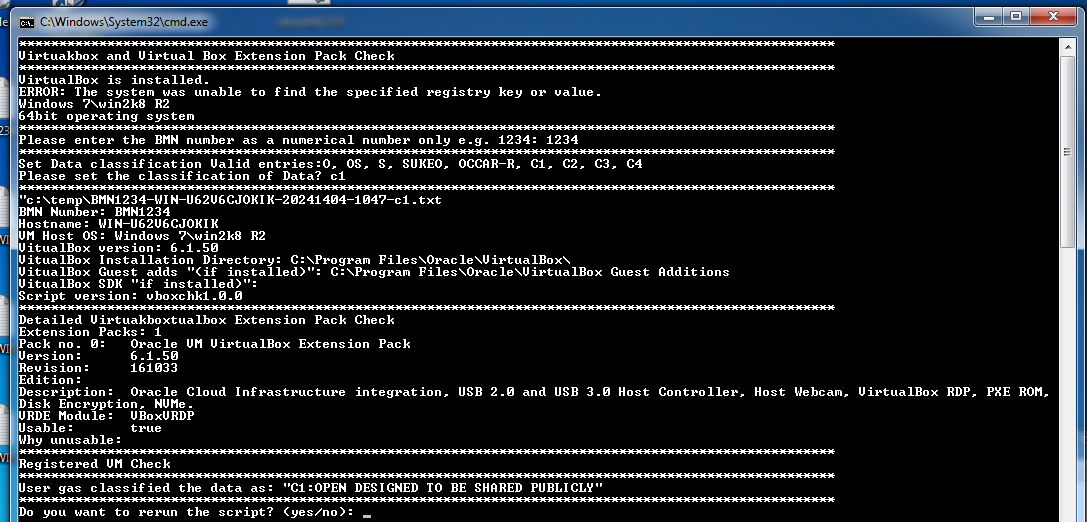 C:\Windows\System32\cmd.exe
*******************************************************************************************************
Virtuakbox and Virtual Box Extension Pack Check
*******************************************************************************************************
VirtualBox is installed.
ERROR: The system was unable to find the specified registry key or value.
Windows 7\win2k8 R2
64bit operating system
*******************************************************************************************************
Please enter the BMN number as a numerical number only e.g. 1234: 1234
*******************************************************************************************************
Set Data classification Valid entries:O, OS, S, SUKEO, OCCAR-R, C1, C2, C3, C4
Please set the classification of Data? c1
*******************************************************************************************************
"c:\temp\BMN1234-WIN-U62V6CJOKIK-20241404-1047-c1.txt
BMN Number: BMN1234
Hostname: WIN-U62V6CJOKIK
VM Host OS: Windows 7\win2k8 R2
VitualBox version: 6.1.50
VitualBox Installation Directory: C:\Program Files\Oracle\VirtualBox\
VitualBox Guest adds "(if installed)": C:\Program Files\Oracle\VirtualBox Guest Additions
VitualBox SDK "if installed)":
Script version: vboxchk1.0.0
*******************************************************************************************************
Detailed Virtuakboxtualbox Extension Pack Check
Extension Packs: 1
Pack no. 0:   Oracle VM VirtualBox Extension Pack
Version:      6.1.50
Revision:     161033
Edition:
Description:  Oracle Cloud Infrastructure integration, USB 2.0 and USB 3.0 Host Controller, Host Webcam, VirtualBox RDP, PXE ROM,
Disk Encryption, NVMe.
VRDE Module:  VBoxVRDP
Usable:       true
Why unusable:
*******************************************************************************************************
Registered VM Check
*******************************************************************************************************
User gas classified the data as: "C1:OPEN DESIGNED TO BE SHARED PUBLICLY"
*******************************************************************************************************
Do you want to rerun the script? (yes/no): _